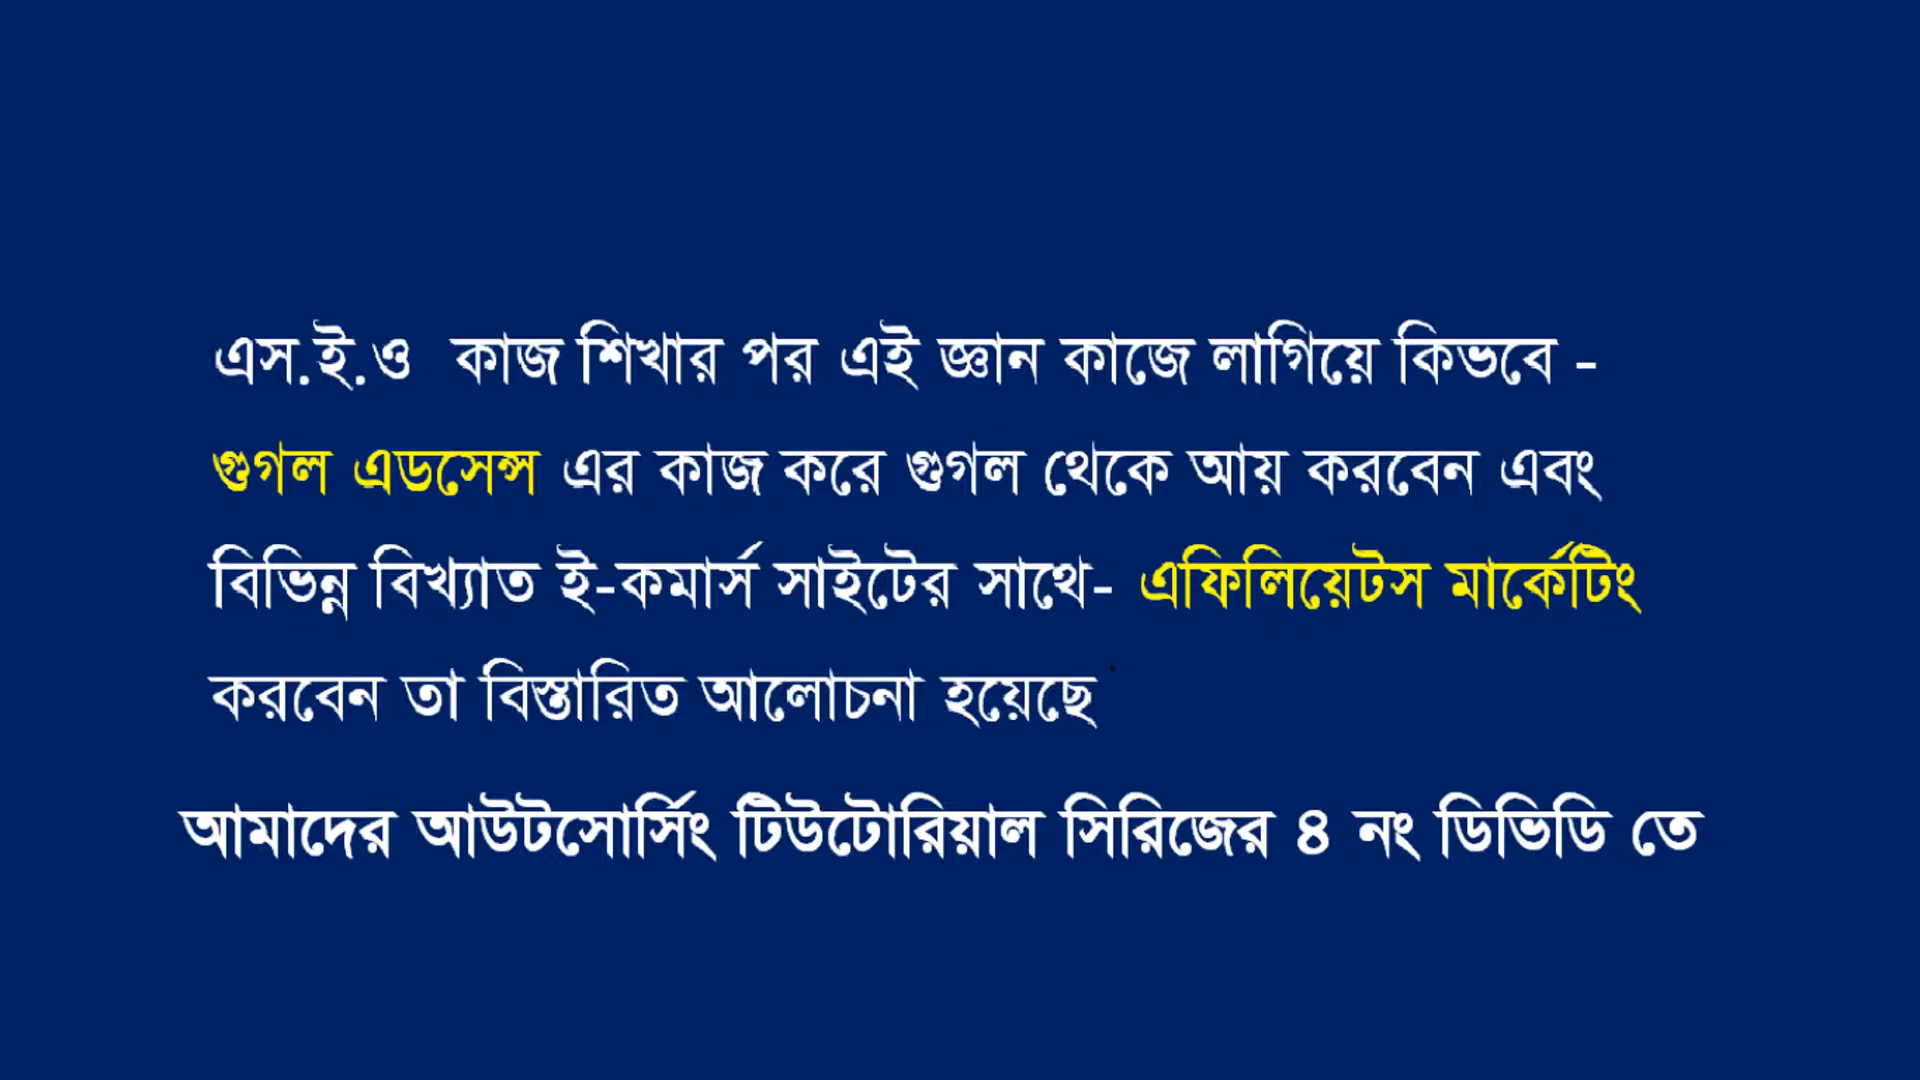 এস.ই.ও কাজ শিখার পর এই জ্ঞান কাজে লাগিয়ে কিভবে -
গুগল এডসেন্স এর কাজ করে গুগল থেকে আয় করবেন এবং
বিভিন্ন বিখ্যাত ই-কমার্স সাইটের সাথে- এফিলিয়েটস মার্কেটিং
করবেন তা বিস্তারিত আলোচনা হয়েছে
আমাদের আউটসোর্সিং টিউটোরিয়াল সিরিজের ৪ নং ডিভিডি তে